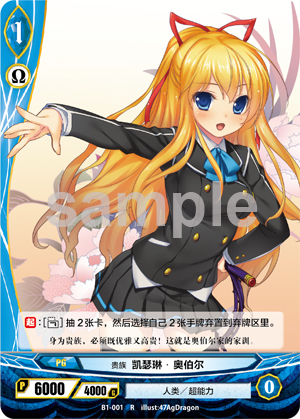 1
Ω
sample
起:[ ]抽2张卡，然后选择自己2张手牌弃置到弃牌区里。
身为贵族，必须既优雅又高贵！这就是奥伯尔家的家训。
贵族 凯瑟琳·奥伯尔
P6
P 6000 4000 G
人类／超能力
0
B1-001 R illust:47AgDragon